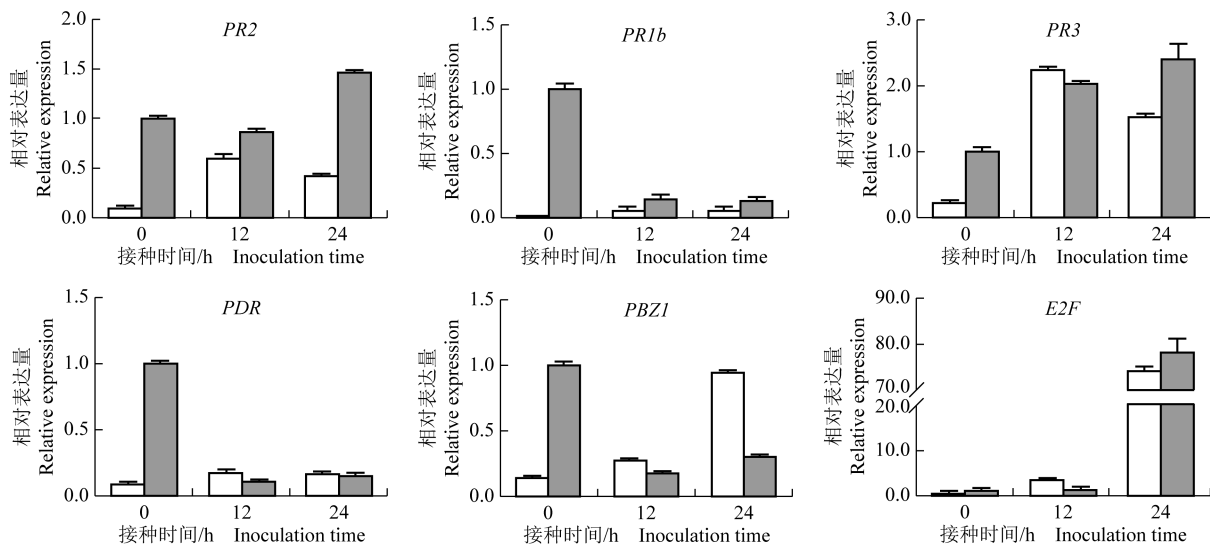 PR2
2.0
1.5
1.0
0.5
0.0
相对表达量
Relative expression
0 12 24
接种时间/h Inoculation time
PR1b
1.5
1.0
0.5
0.0
相对表达量
Relative expression
0 12 24
接种时间/h Inoculation time
PR3
3.0
2.0
1.0
0.0
相对表达量
Relative expression
0 12 24
接种时间/h Inoculation time
PDR
1.5
1.0
0.5
0.0
相对表达量
Relative expression
0 12 24
接种时间/h Inoculation time
PBZ1
1.5
1.0
0.5
0.0
相对表达量
Relative expression
0 12 24
接种时间/h Inoculation time
E2F
90.0
80.0
70.0
20.0
10.0
0.0
相对表达量
Relative expression
0 12 24
接种时间/h Inoculation time